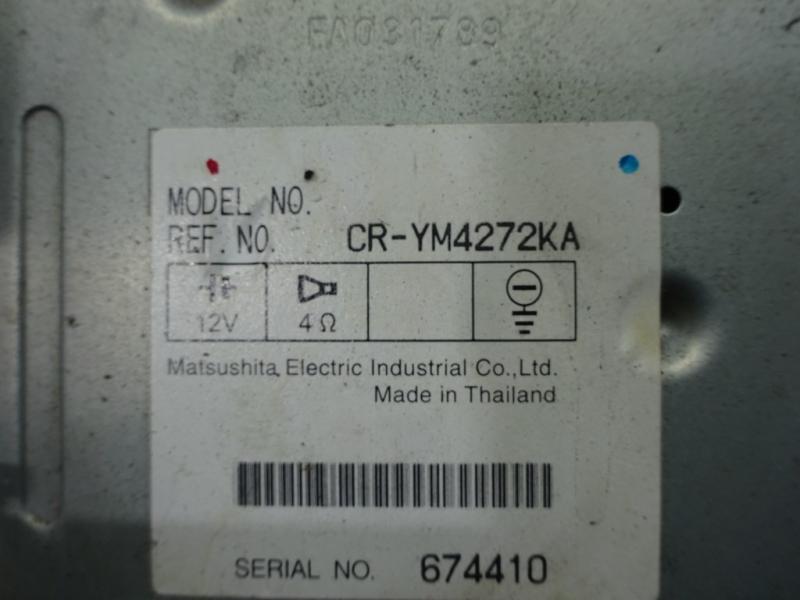 FA031789
MODEL NO.
REF. NO. CR-YM4272KA
12V 4Ω
Matsushita Electric Industrial Co.,Ltd.
Made in Thailand
SERIAL NO. 674410